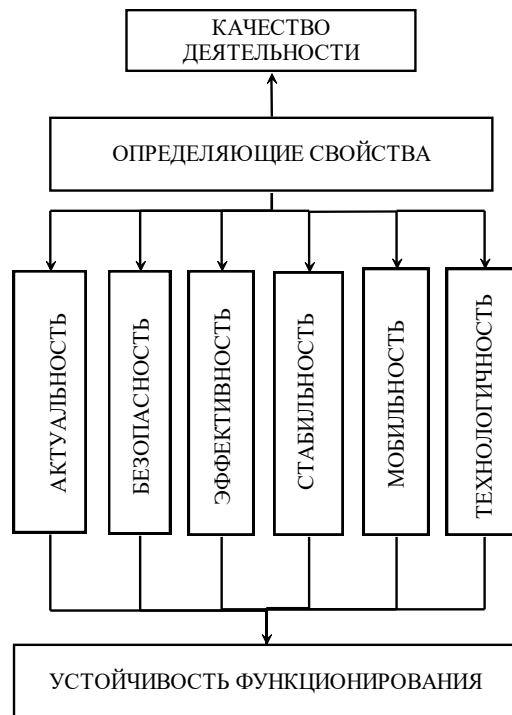 КАЧЕСТВО
ДЕЯТЕЛЬНОСТИ
ОПРЕДЕЛЯЮЩИЕ СВОЙСТВА
АКТУАЛЬНОСТЬ
БЕЗОПАСНОСТЬ
ЭФФЕКТИВНОСТЬ
СТАБИЛЬНОСТЬ
МОБИЛЬНОСТЬ
ТЕХНОЛОГИЧНОСТЬ
УСТОЙЧИВОСТЬ ФУНКЦИОНИРОВАНИЯ